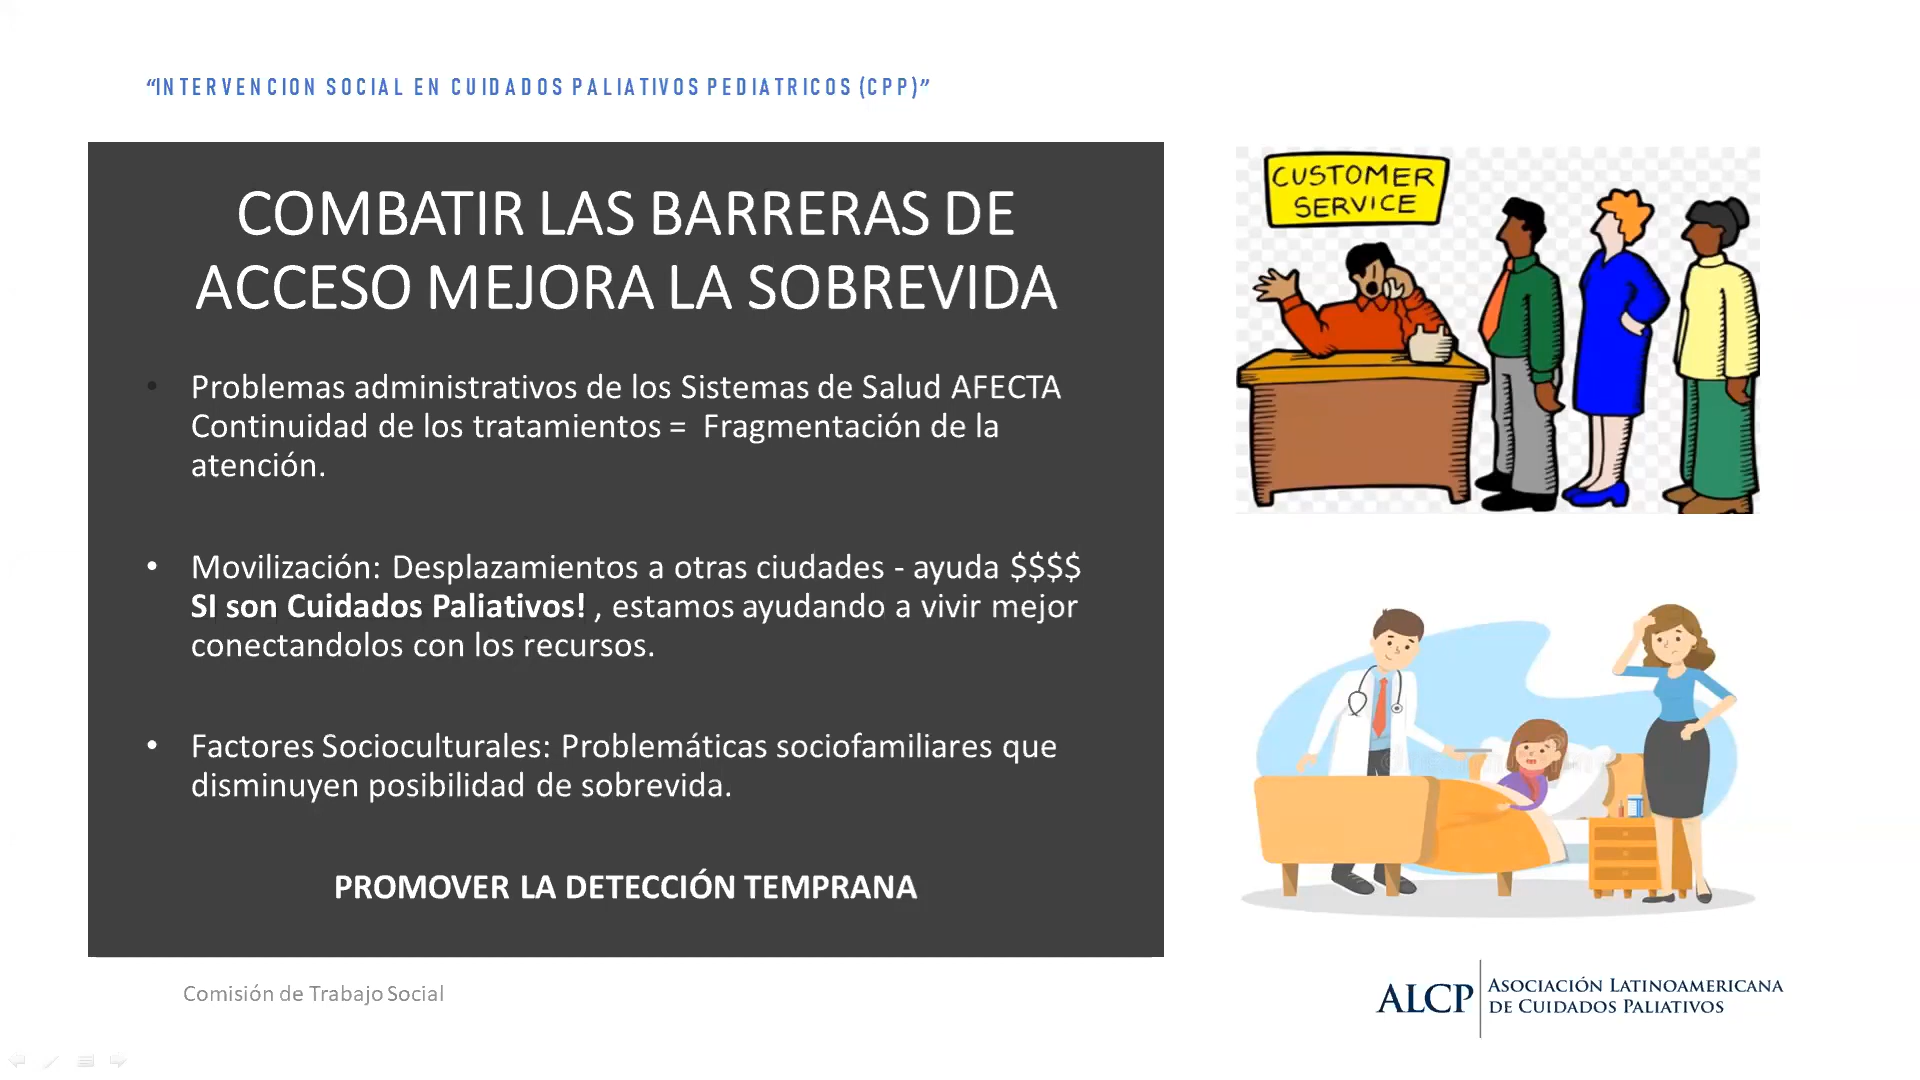 “INTERVENCION SOCIAL EN CUIDADOS PALIATIVOS PEDIATRICOS (CPP)”
COMBATIR LAS BARRERAS DE
ACCESO MEJORA LA SOBREVIDA
• Problemas administrativos de los Sistemas de Salud AFECTA
Continuidad de los tratamientos = Fragmentación de la
atención.
• Movilización: Desplazamientos a otras ciudades - ayuda $$$$
SI son Cuidados Paliativos! , estamos ayudando a vivir mejor
conectandolos con los recursos.
• Factores Socioculturales: Problemáticas sociofamiliares que
disminuyen posibilidad de sobrevida.
PROMOVER LA DETECCIÓN TEMPRANA
CUSTOMER
SERVICE
Comisión de Trabajo Social
ALCP
ASOCIACIÓN LATINOAMERICANA
DE CUIDADOS PALIATIVOS